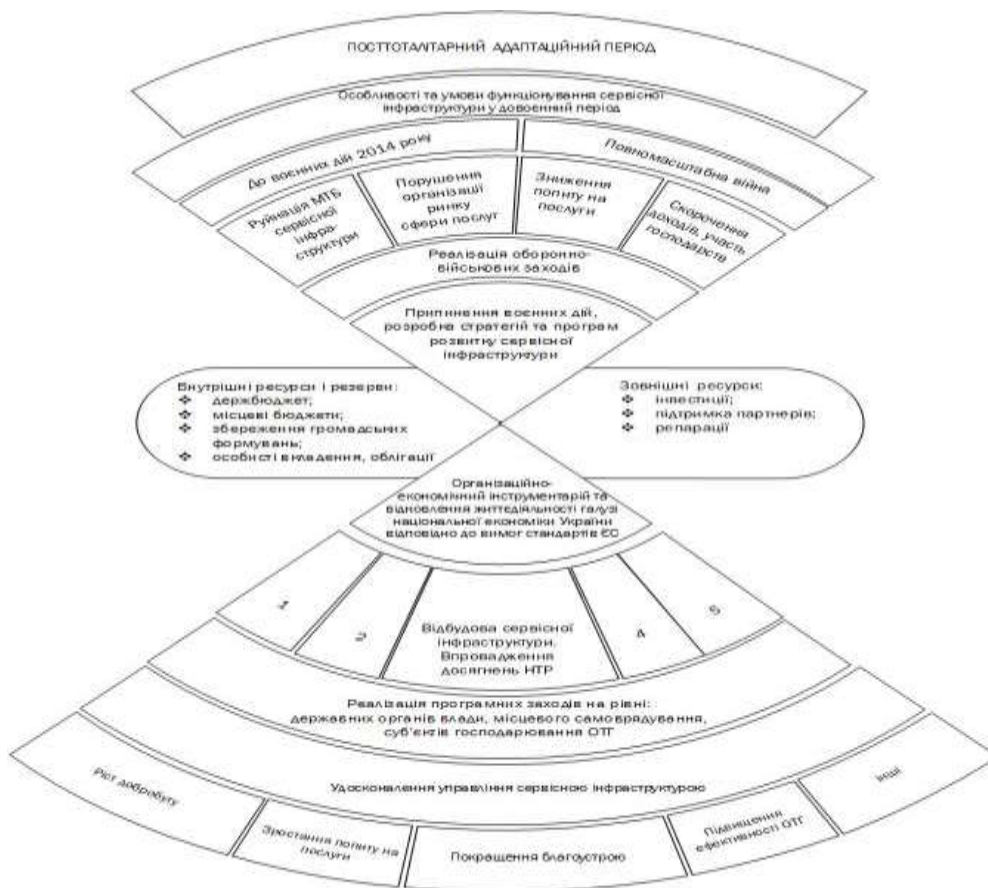 ПОСТТОТАЛІТАРНИЙ АДАПТАЦІЙНИЙ ПЕРІОД
Особливості та умови функціонування сервісної
інфраструктури у довоєнний період
До воєнних дій 2014 року
Повномасштабна війна
Руйнація МТБ
сервісної
інфра-
структури
Порушення
організації
ринку
сфери послуг
Зниження
попиту на
послуги
Скорочення
доходів, участь
господарств
Реалізація оборонно-
військових заходів
Припинення воєнних дій,
розробка стратегій та програм
розвитку сервісної
інфраструктури
Внутрішні ресурси і резерви:
❖ держбюджет;
❖ місцеві бюджети;
❖ збереження громадських
формувань;
❖ особисті вкладення, облігації
Зовнішні ресурси:
❖ інвестиції;
❖ підтримка партнерів;
❖ репарації
Організаційно-
економічний інструментарій та
відновлення життєдіяльності галузі
національної економіки України
відповідно до вимог стандартів ЄС
1
2
Відбудова сервісної
інфраструктури.
Впровадження
досягнень НТР
4
5
Реалізація програмних заходів на рівні:
державних органів влади, місцевого самоврядування,
суб'єктів господарювання ОТГ
Удосконалення управління сервісною інфраструктурою
Ріст добробуту
Зростання попиту на
послуги
Покращення благоустрою
Підвищення
ефективності ОТГ
Інші